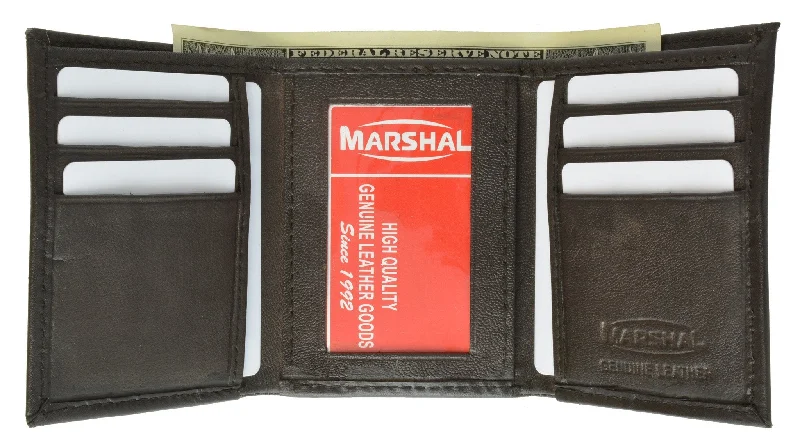 FEDERAL RESERVE NOTE
MARSHAL
HIGH QUALITY
GENUINE LEATHER GOODS
Since 1992
MARSHAL
GENUINE LEATHER